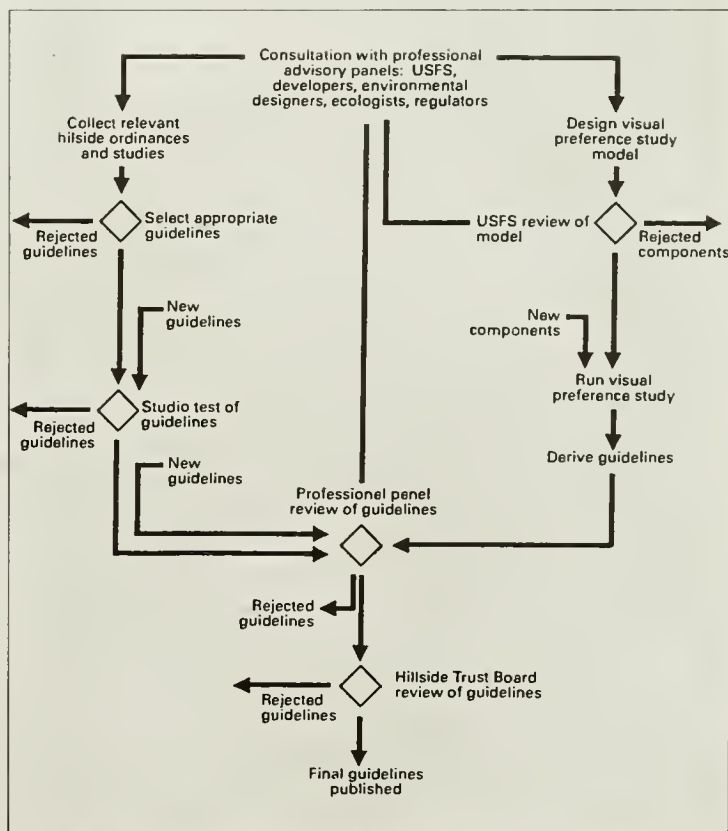 Consultation with professional
advisory panels: USFS,
developers, environmental
designers, ecologists, regulators
Collect relevant
hilside ordinances
and studies
Design visual
preference study
model
Select appropriate
guidelines
Rejected
guidelines
USFS review of
model
Rejected
components
New
guidelines
New
components
Run visual
preference study
Studio test of
guidelines
Rejected
guidelines
Derive guidelines
New
guidelines
Professional panel
review of guidelines
Rejected
guidelines
Hillside Trust Board
review of guidelines
Rejected
guidelines
Final guidelines
published